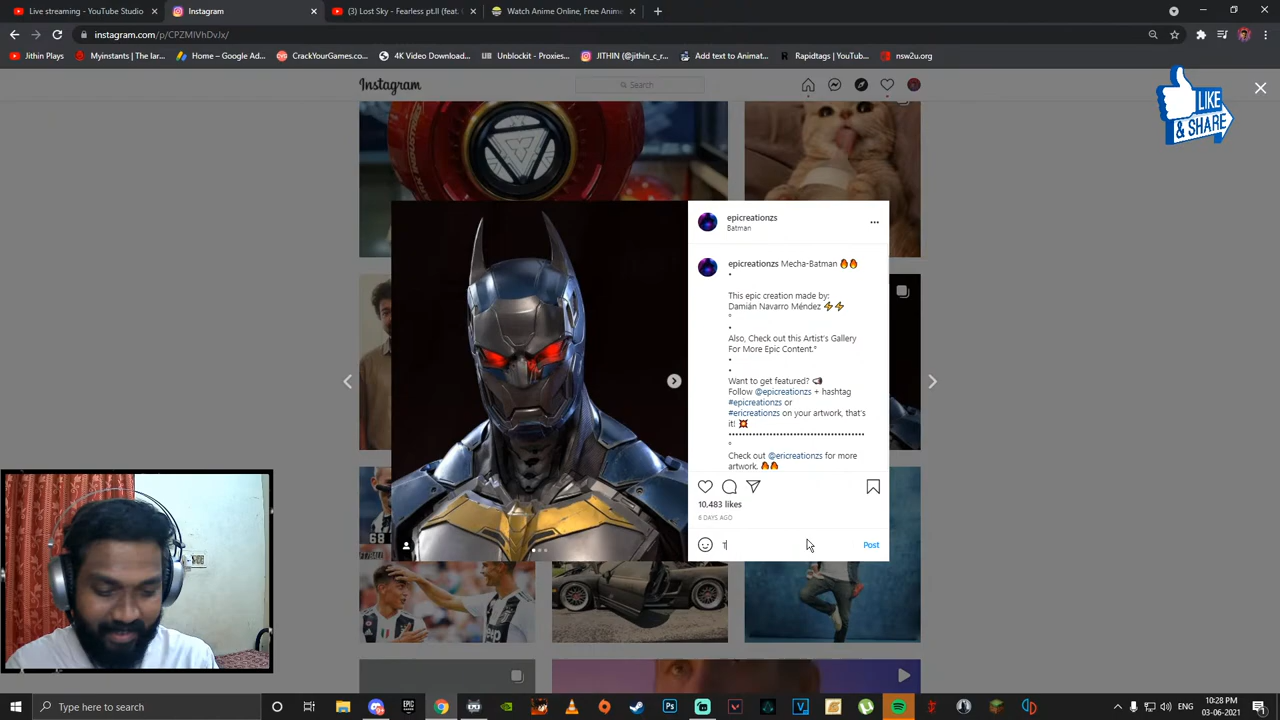 Live streaming - YouTube Studio
Instagram
(3) Lost Sky - Fearless pt.II (feat.
Watch Anime Online, Free Anime
instagram.com/p/CPZMIVhDvJx/
Jithin Plays
Myinstants | The lar...
Home - Google Ad...
CrackYourGames.c...
4K Video Downloa...
Unblockit - Proxies...
JITHIN (@jithin_c_r...
Add text to Animat...
Rapidtags | YouTub...
nsw2u.org
Instagram
Search
LIKE
& SHARE
epicreationzs
Batman
epicreationzs Mecha-Batman 🔥🔥
•
This epic creation made by:
Damián Navarro Méndez ⚡⚡
°
•
Also, Check out this Artist's Gallery
For More Epic Content.°
•
•
Want to get featured? 📢
Follow @epicreationzs + hashtag
#epicreationzs or
#ericreationzs on your artwork, that's
it! 💥
••••••••••••••••••••••••••••••••••••••••
°
Check out @ericreationzs for more
artwork. 🔥🔥
10,483 likes
6 DAYS AGO
T
Post
Type here to search
ENG
10:28 PM
03-06-2021